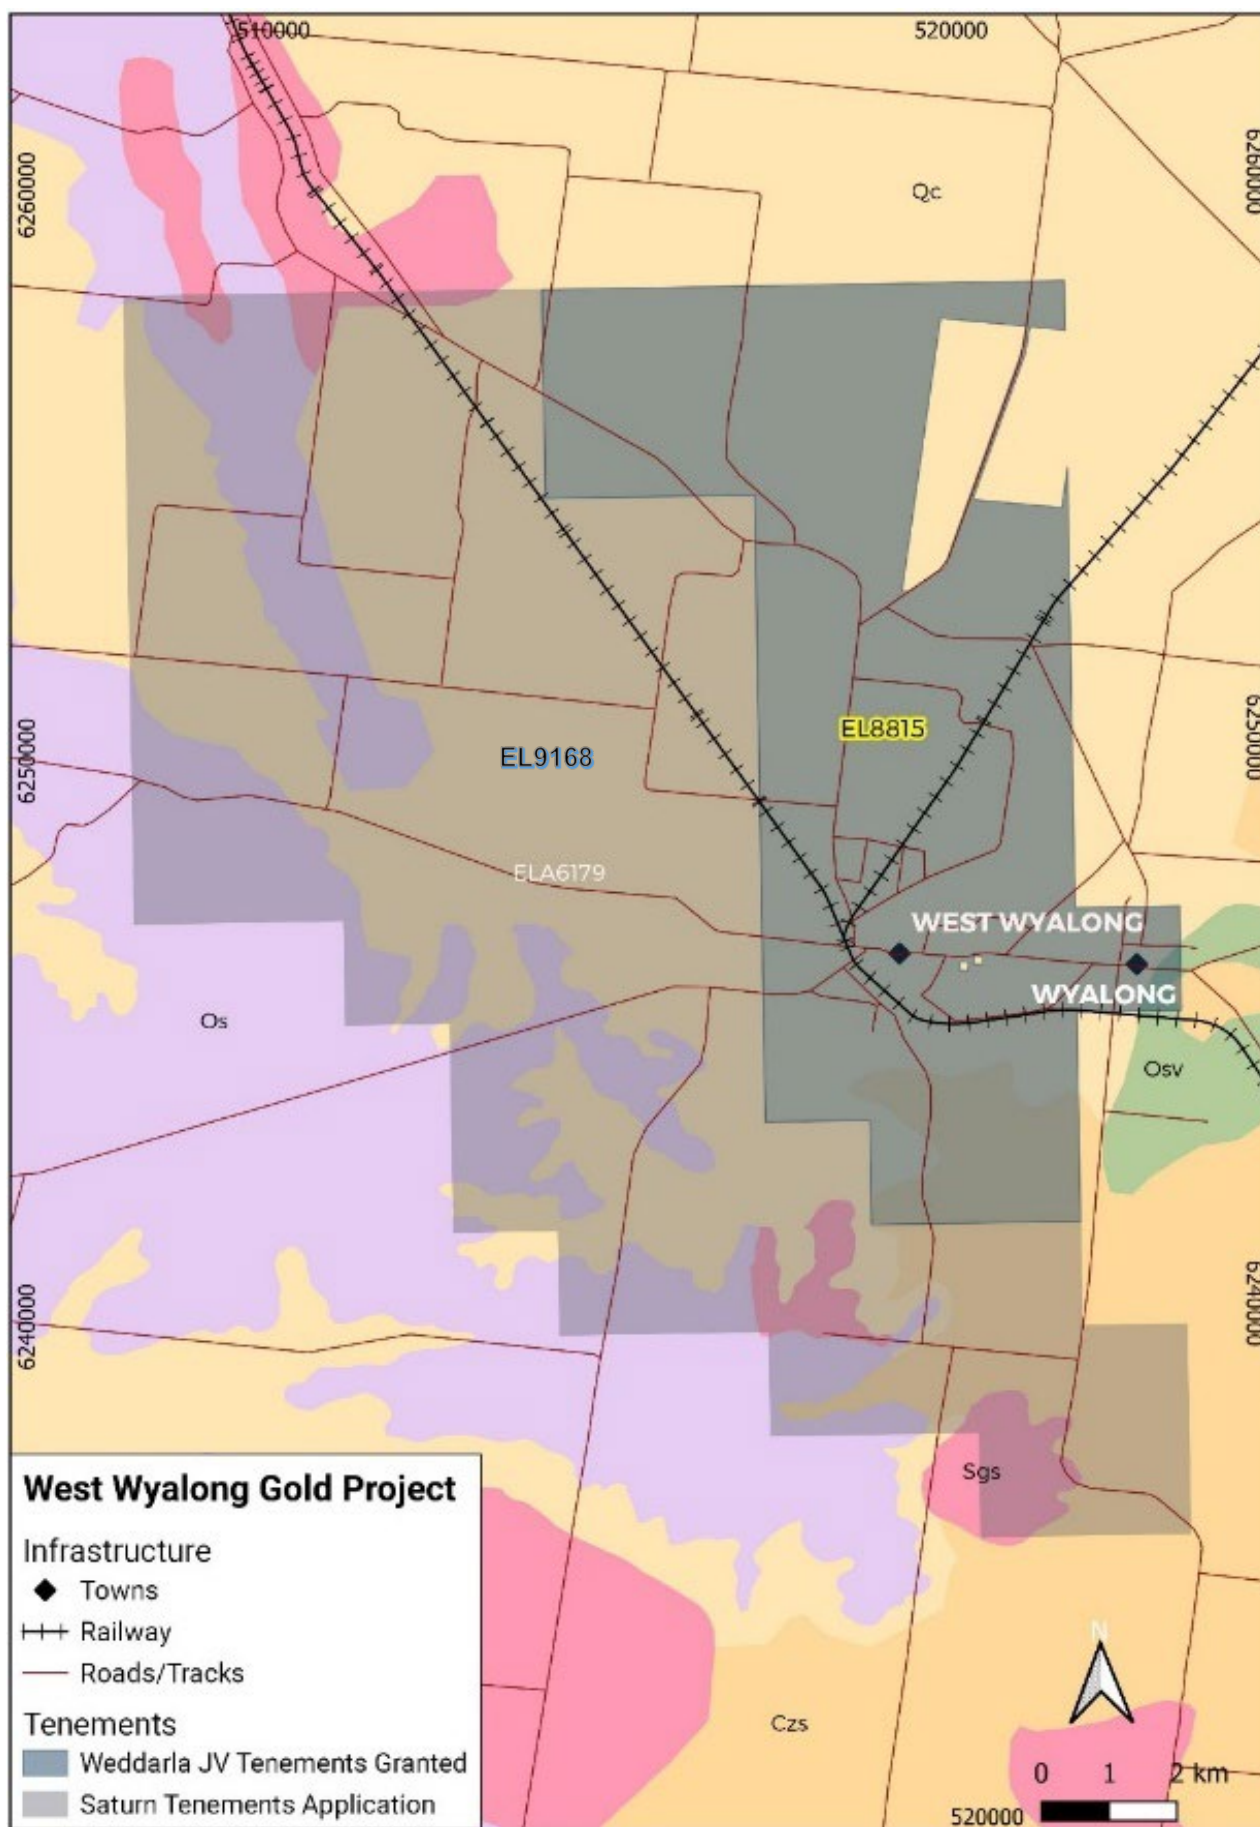 510000
520000
6260000
6260000
Qc
EL8815
6250000
6250000
EL9168
ELA6179
WEST WYALONG
WYALONG
Os
Osv
6240000
6240000
Sgs
West Wyalong Gold Project
Infrastructure
Towns
Railway
Roads/Tracks
Tenements
Weddarla JV Tenements Granted
Saturn Tenements Application
Czs
N
0 1 2 km
520000